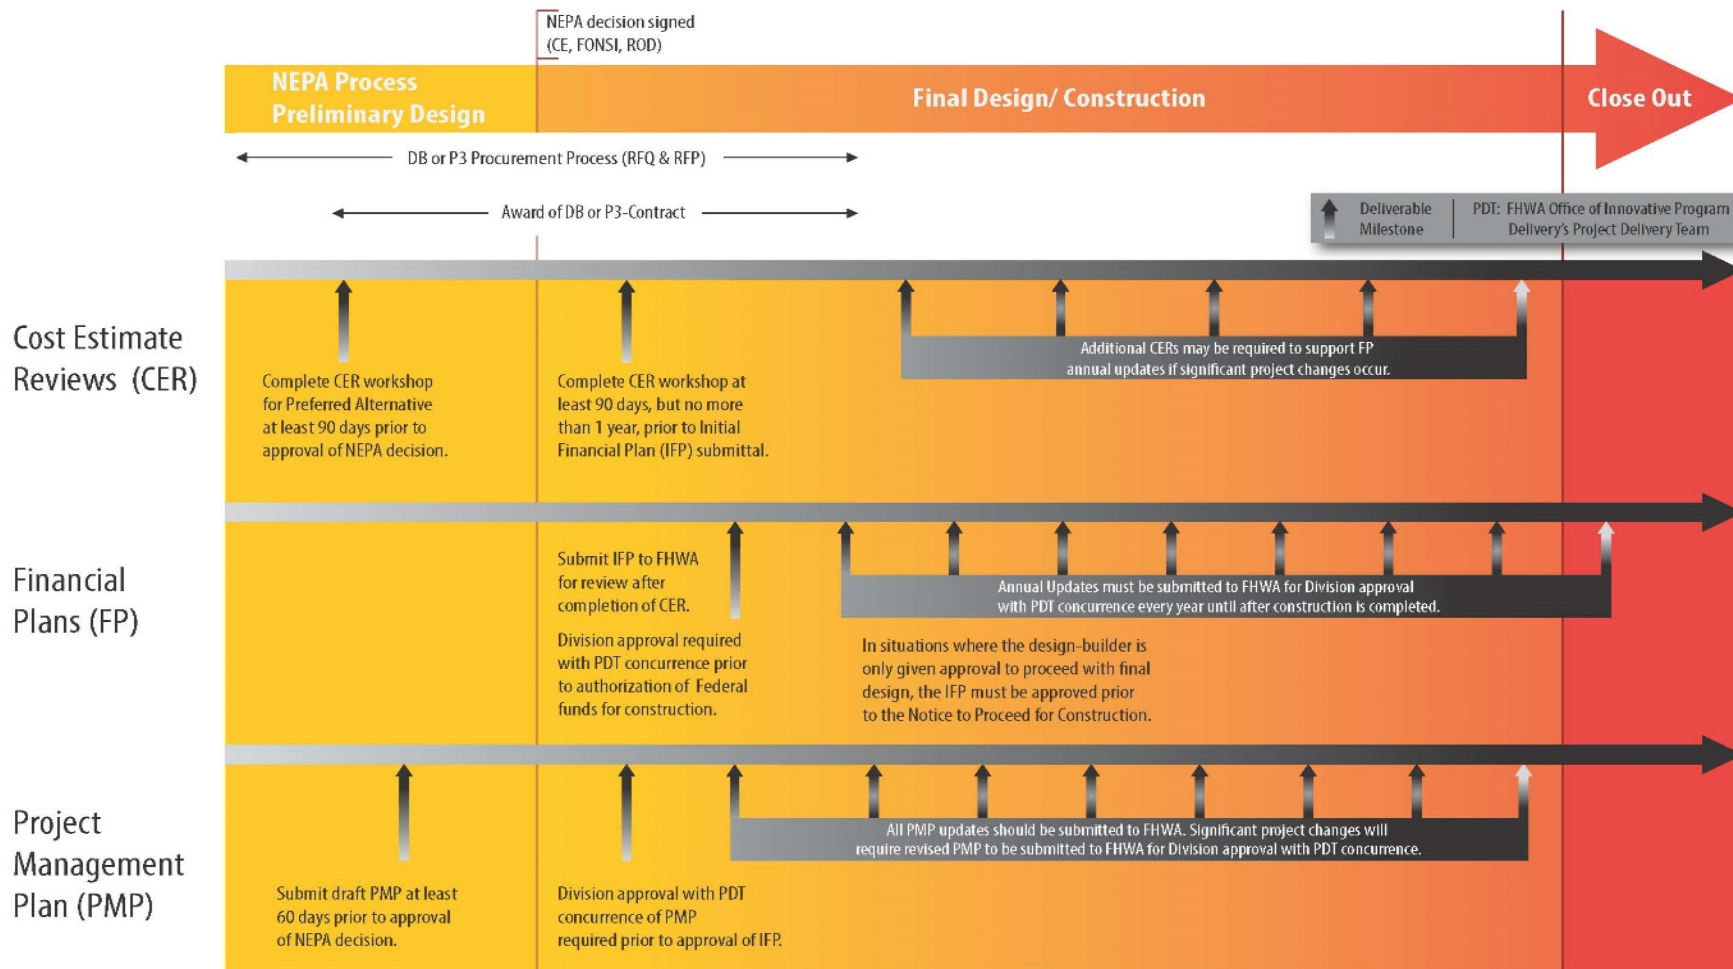 NEPA decision signed
(CE, FONSI, ROD)
NEPA Process
Preliminary Design
Final Design/ Construction
Close Out
DB or P3 Procurement Process (RFQ & RFP)
Award of DB or P3-Contract
Deliverable
Milestone
PDT: FHWA Office of Innovative Program
Delivery's Project Delivery Team
Cost Estimate
Reviews (CER)
Complete CER workshop
for Preferred Alternative
at least 90 days prior to
approval of NEPA decision.
Complete CER workshop at
least 90 days, but no more
than 1 year, prior to Initial
Financial Plan (IFP) submittal.
Additional CERs may be required to support FP
annual updates if significant project changes occur.
Financial
Plans (FP)
Submit IFP to FHWA
for review after
completion of CER.
Division approval required
with PDT concurrence prior
to authorization of Federal
funds for construction.
Annual Updates must be submitted to FHWA for Division approval
with PDT concurrence every year until after construction is completed.
In situations where the design-builder is
only given approval to proceed with final
design, the IFP must be approved prior
to the Notice to Proceed for Construction.
Project
Management
Plan (PMP)
Submit draft PMP at least
60 days prior to approval
of NEPA decision.
Division approval with PDT
concurrence of PMP
required prior to approval of IFP.
All PMP updates should be submitted to FHWA. Significant project changes will
require revised PMP to be submitted to FHWA for Division approval with PDT concurrence.